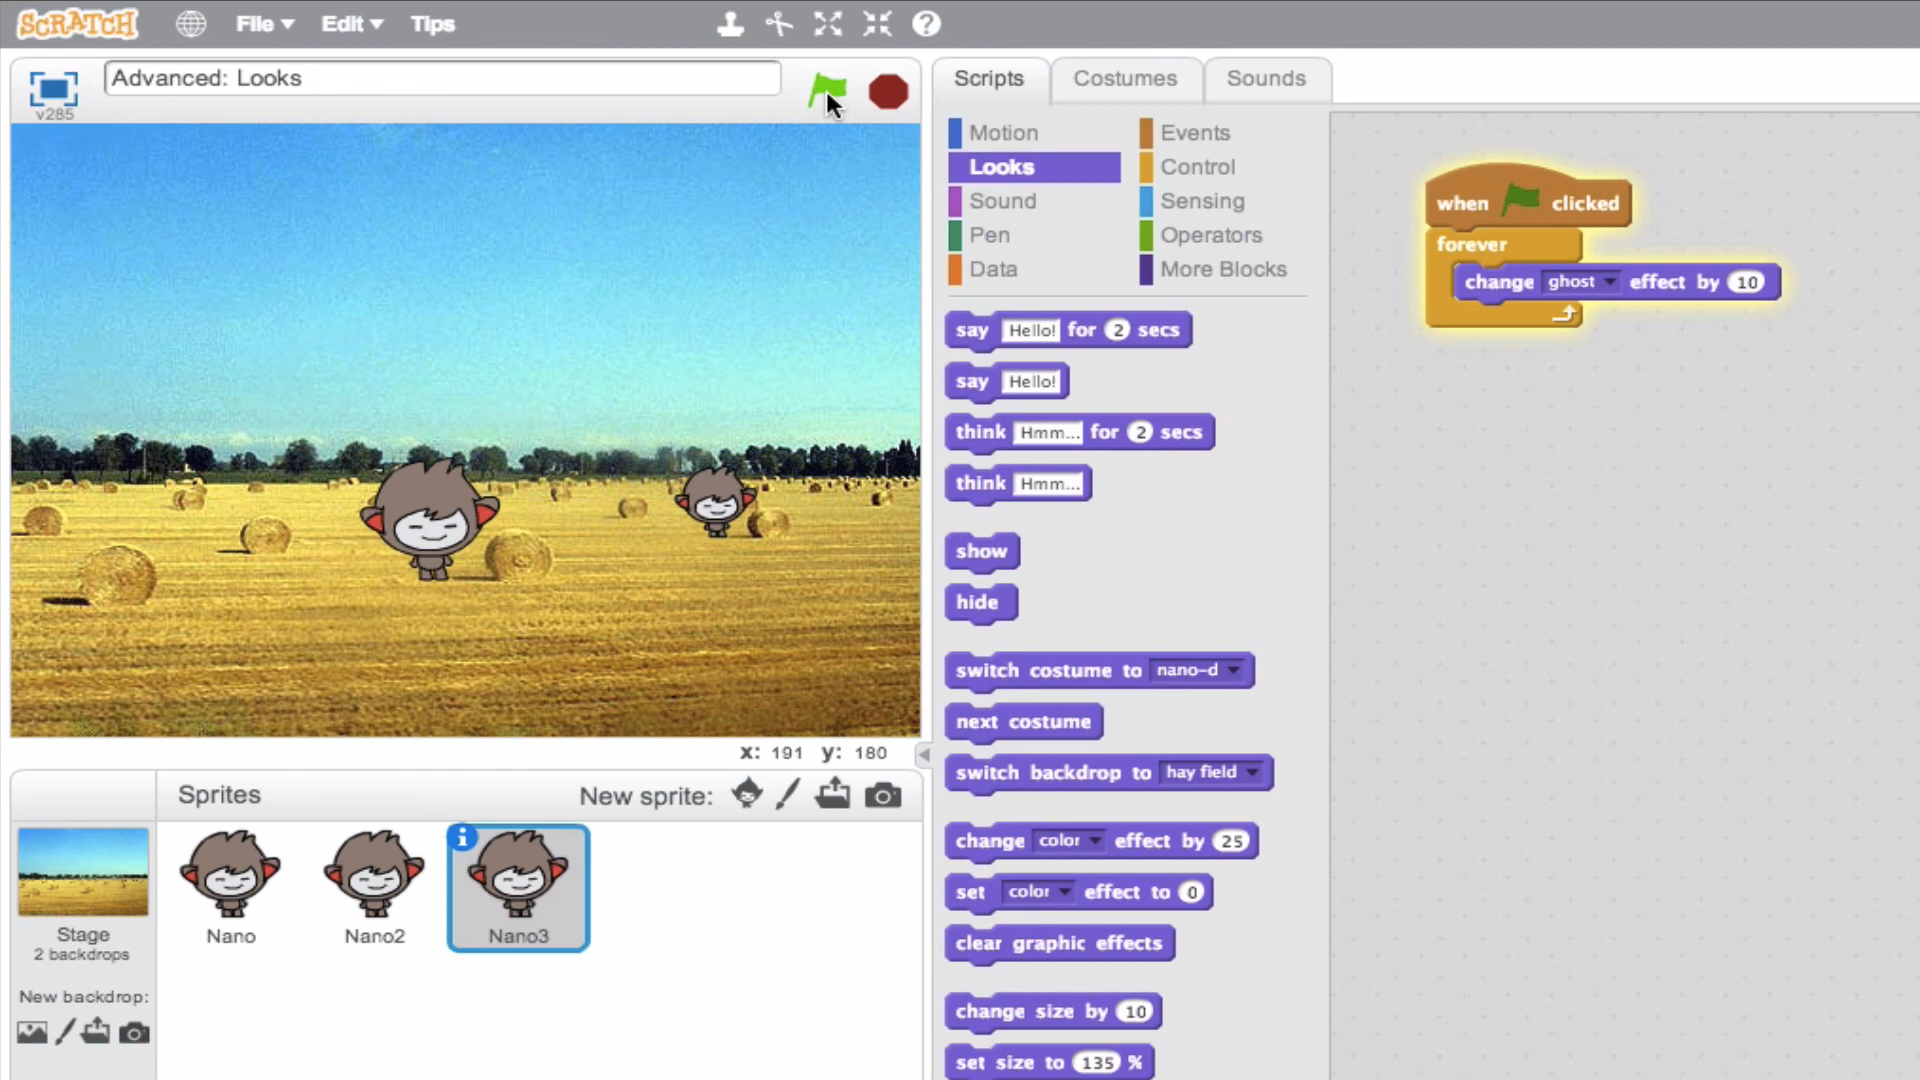 SCRATCH File Edit Tips ?
v285 Advanced: Looks
Scripts Costumes Sounds
Motion Events
Looks Control
Sound Sensing
Pen Operators
Data More Blocks
say Hello! for 2 secs
say Hello!
think Hmm... for 2 secs
think Hmm...
show
hide
switch costume to nano-d
next costume
switch backdrop to hay field
change color effect by 25
set color effect to 0
clear graphic effects
change size by 10
set size to 135 %
when clicked
forever
change ghost effect by 10
x: 191 y: 180
Sprites New sprite:
Stage
2 backdrops
New backdrop:
Nano Nano2 Nano3
i